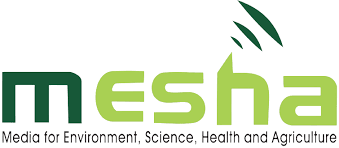 mEsha
Media for Environment, Science, Health and Agriculture